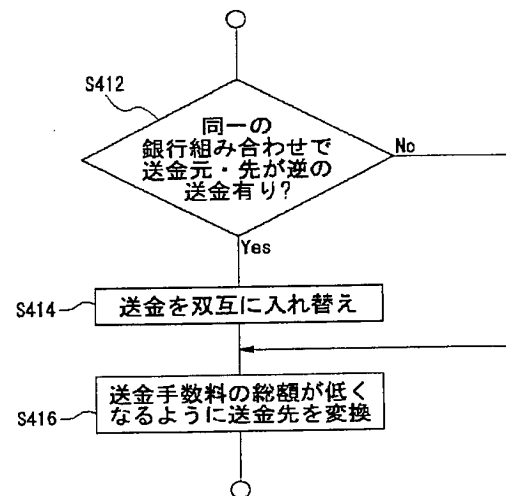 S412
同一の
銀行組み合わせで
送金元・先が逆の
送金有り?
No
Yes
S414
送金を双互に入れ替え
S416
送金手数料の総額が低く
なるように送金先を変換